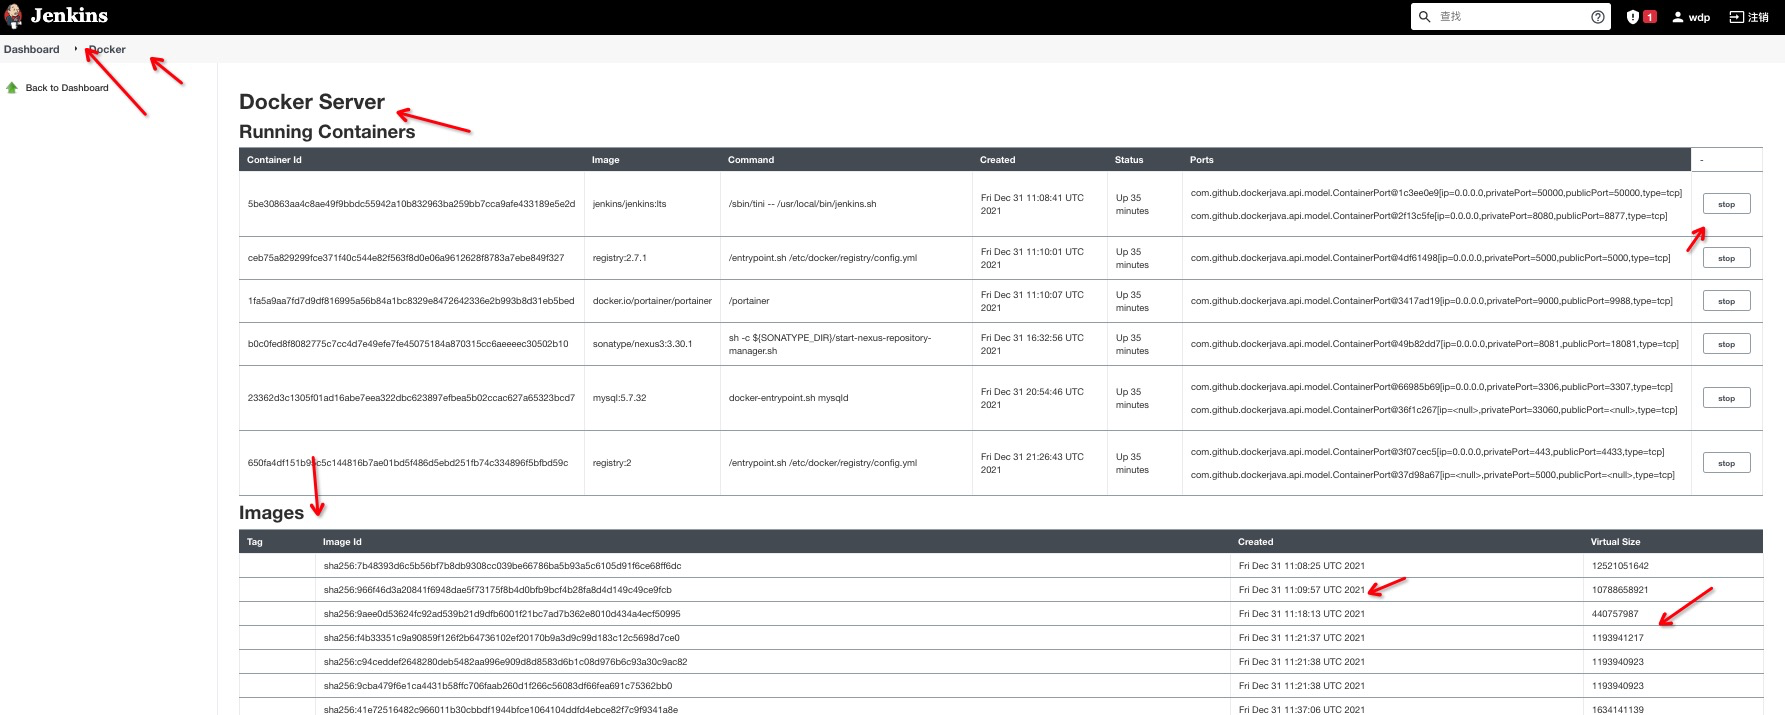 Jenkins
查找
1
wdp
注销
Dashboard
Docker
Back to Dashboard
Docker Server
Running Containers
Container Id Image Command Created Status Ports -
5be30863aa4c8ae49f9bbdc55942a10b832963ba259bb7cca9afe433189e5e2d jenkins/jenkins:lts /sbin/tini -- /usr/local/bin/jenkins.sh Fri Dec 31 11:08:41 UTC 2021 Up 35 minutes com.github.dockerjava.api.model.ContainerPort@1c3ee0e9[ip=0.0.0.0,privatePort=50000,publicPort=50000,type=tcp]
com.github.dockerjava.api.model.ContainerPort@2f13c5fe[ip=0.0.0.0,privatePort=8080,publicPort=8877,type=tcp] stop
ceb75a829299fce371f40c544e82f563f8d0e06a9612628f8783a7ebe849f327 registry:2.7.1 /entrypoint.sh /etc/docker/registry/config.yml Fri Dec 31 11:10:01 UTC 2021 Up 35 minutes com.github.dockerjava.api.model.ContainerPort@4df61498[ip=0.0.0.0,privatePort=5000,publicPort=5000,type=tcp] stop
1fa5a9aa7fd7d9df816995a56b84a1bc8329e8472642336e2b993b8d31eb5bed docker.io/portainer/portainer /portainer Fri Dec 31 11:10:07 UTC 2021 Up 35 minutes com.github.dockerjava.api.model.ContainerPort@3417ad19[ip=0.0.0.0,privatePort=9000,publicPort=9988,type=tcp] stop
b0c0fed8f8082775c7cc4d7e49efe7fe45075184a870315cc6aeeeec30502b10 sonatype/nexus3:3.30.1 sh -c ${SONATYPE_DIR}/start-nexus-repository-manager.sh Fri Dec 31 16:32:56 UTC 2021 Up 35 minutes com.github.dockerjava.api.model.ContainerPort@49b82dd7[ip=0.0.0.0,privatePort=8081,publicPort=18081,type=tcp] stop
23362d3c1305f01ad16abe7eea322dbc623897efbea5b02ccac627a65323bcd7 mysql:5.7.32 docker-entrypoint.sh mysqld Fri Dec 31 20:54:46 UTC 2021 Up 35 minutes com.github.dockerjava.api.model.ContainerPort@66985b69[ip=0.0.0.0,privatePort=3306,publicPort=3307,type=tcp]
com.github.dockerjava.api.model.ContainerPort@36f1c267[ip=<null>,privatePort=33060,publicPort=<null>,type=tcp] stop
registry:2 /entrypoint.sh /etc/docker/registry/config.yml Fri Dec 31 21:26:43 UTC 2021 Up 35 minutes com.github.dockerjava.api.model.ContainerPort@3f07cec5[ip=0.0.0.0,privatePort=443,publicPort=4433,type=tcp]
com.github.dockerjava.api.model.ContainerPort@37d98a67[ip=<null>,privatePort=5000,publicPort=<null>,type=tcp] stop
Images
Tag Image Id Created Virtual Size
sha256:7b48393d6c5b56bf7b8db9308cc039be66786ba5b93a5c6105d91f6ce68ff6dc Fri Dec 31 11:08:25 UTC 2021 12521051642
sha256:966f46d3a20841f6948dae5f73175f8b4d0bfb9bcf4b28fa8d4d149c49ce9fcb Fri Dec 31 11:09:57 UTC 2021 10788658921
sha256:9aee0d53624fc92ad539b21d9dfb6001f21bc7ad7b362e8010d434a4ecf50995 Fri Dec 31 11:18:13 UTC 2021 440757987
sha256:f4b33351c9a90859f126f2b64736102ef20170b9a3d9c99d183c12c5698d7ce0 Fri Dec 31 11:21:37 UTC 2021 1193941217
sha256:c94ceddef2648280deb5482aa996e909d8d8583d6b1c08d976b6c93a30c9ac82 Fri Dec 31 11:21:38 UTC 2021 1193940923
sha256:9cba479f6e1ca4431b58ffc706faab260d1f266c56083df66fea691c75362bb0 Fri Dec 31 11:21:38 UTC 2021 1193940923
sha256:41e72516482c966011b30cbbdf1944bfce1064104ddfd4ebce82f7c9f9341a8e Fri Dec 31 11:37:06 UTC 2021 1634141139